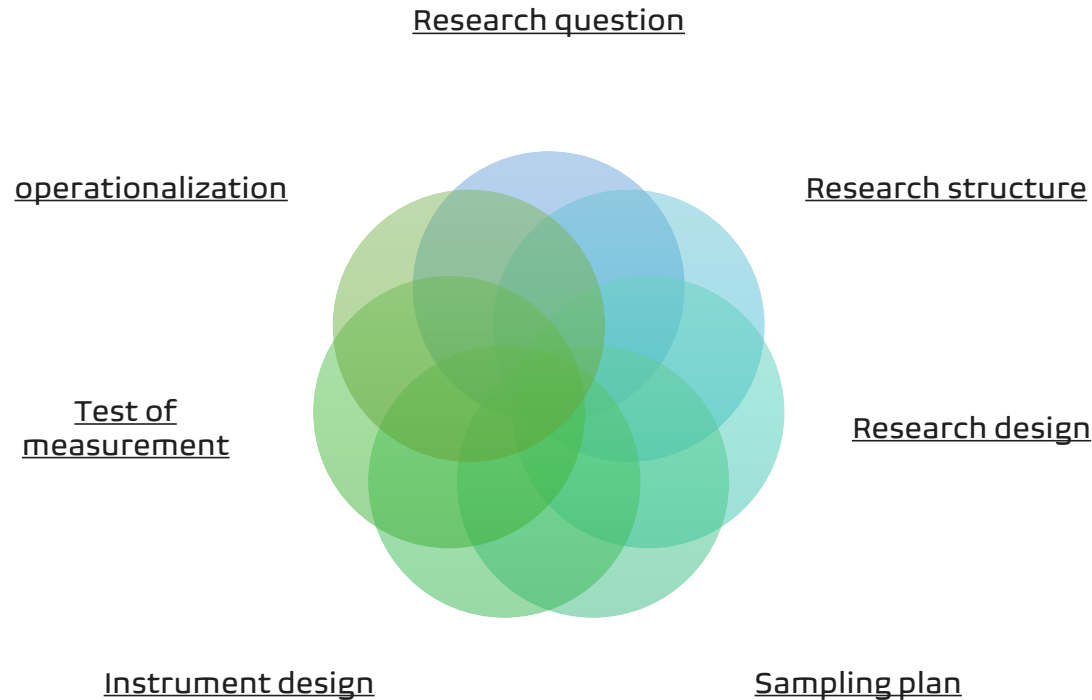 Research question
operationalization
Research structure
Test of
measurement
Research design
Instrument design
Sampling plan